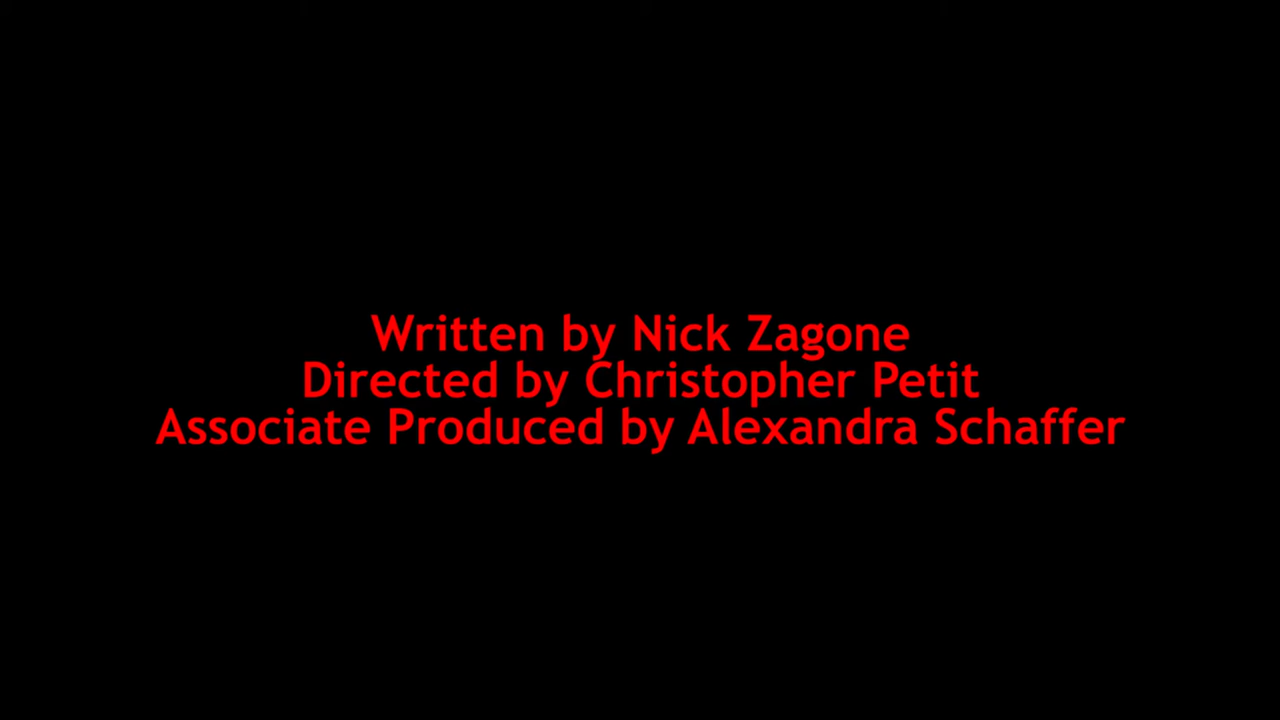 Written by Nick Zagone
Directed by Christopher Petit
Associate Produced by Alexandra Schaffer